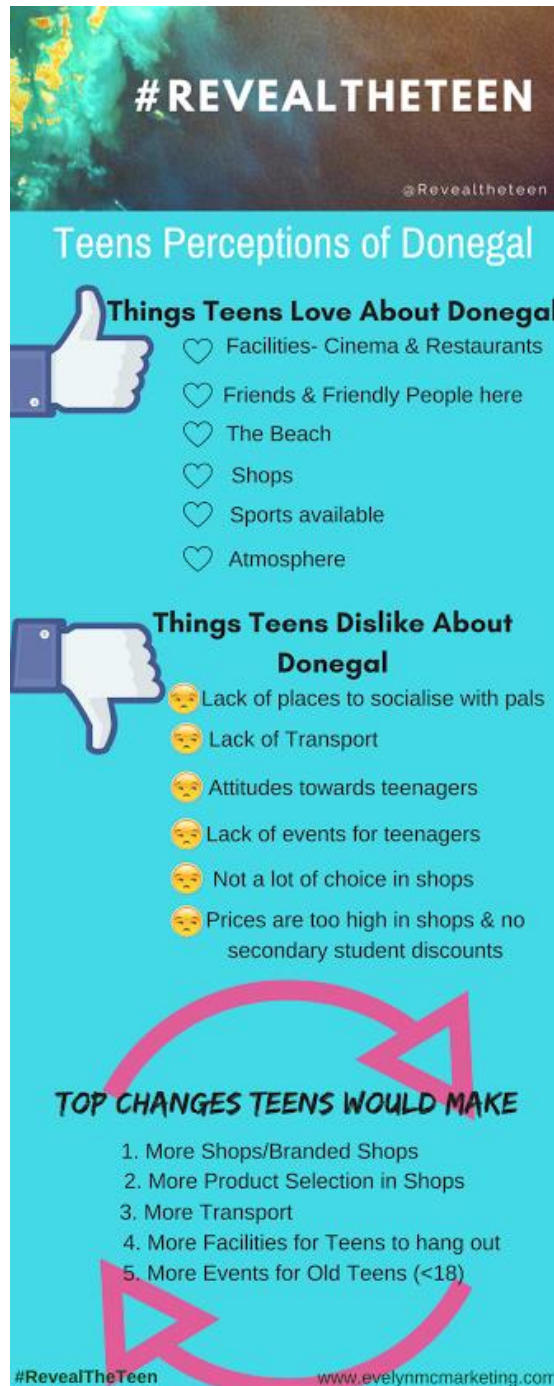 #REVEALTHETEEN
@Revealtheteen
Teens Perceptions of Donegal
Things Teens Love About Donegal
Facilities- Cinema & Restaurants
Friends & Friendly People here
The Beach
Shops
Sports available
Atmosphere
Things Teens Dislike About
Donegal
Lack of places to socialise with pals
Lack of Transport
Attitudes towards teenagers
Lack of events for teenagers
Not a lot of choice in shops
Prices are too high in shops & no
secondary student discounts
TOP CHANGES TEENS WOULD MAKE
1. More Shops/Branded Shops
2. More Product Selection in Shops
3. More Transport
4. More Facilities for Teens to hang out
5. More Events for Old Teens (<18)
#RevealTheTeen www.evelynmcmarketing.com